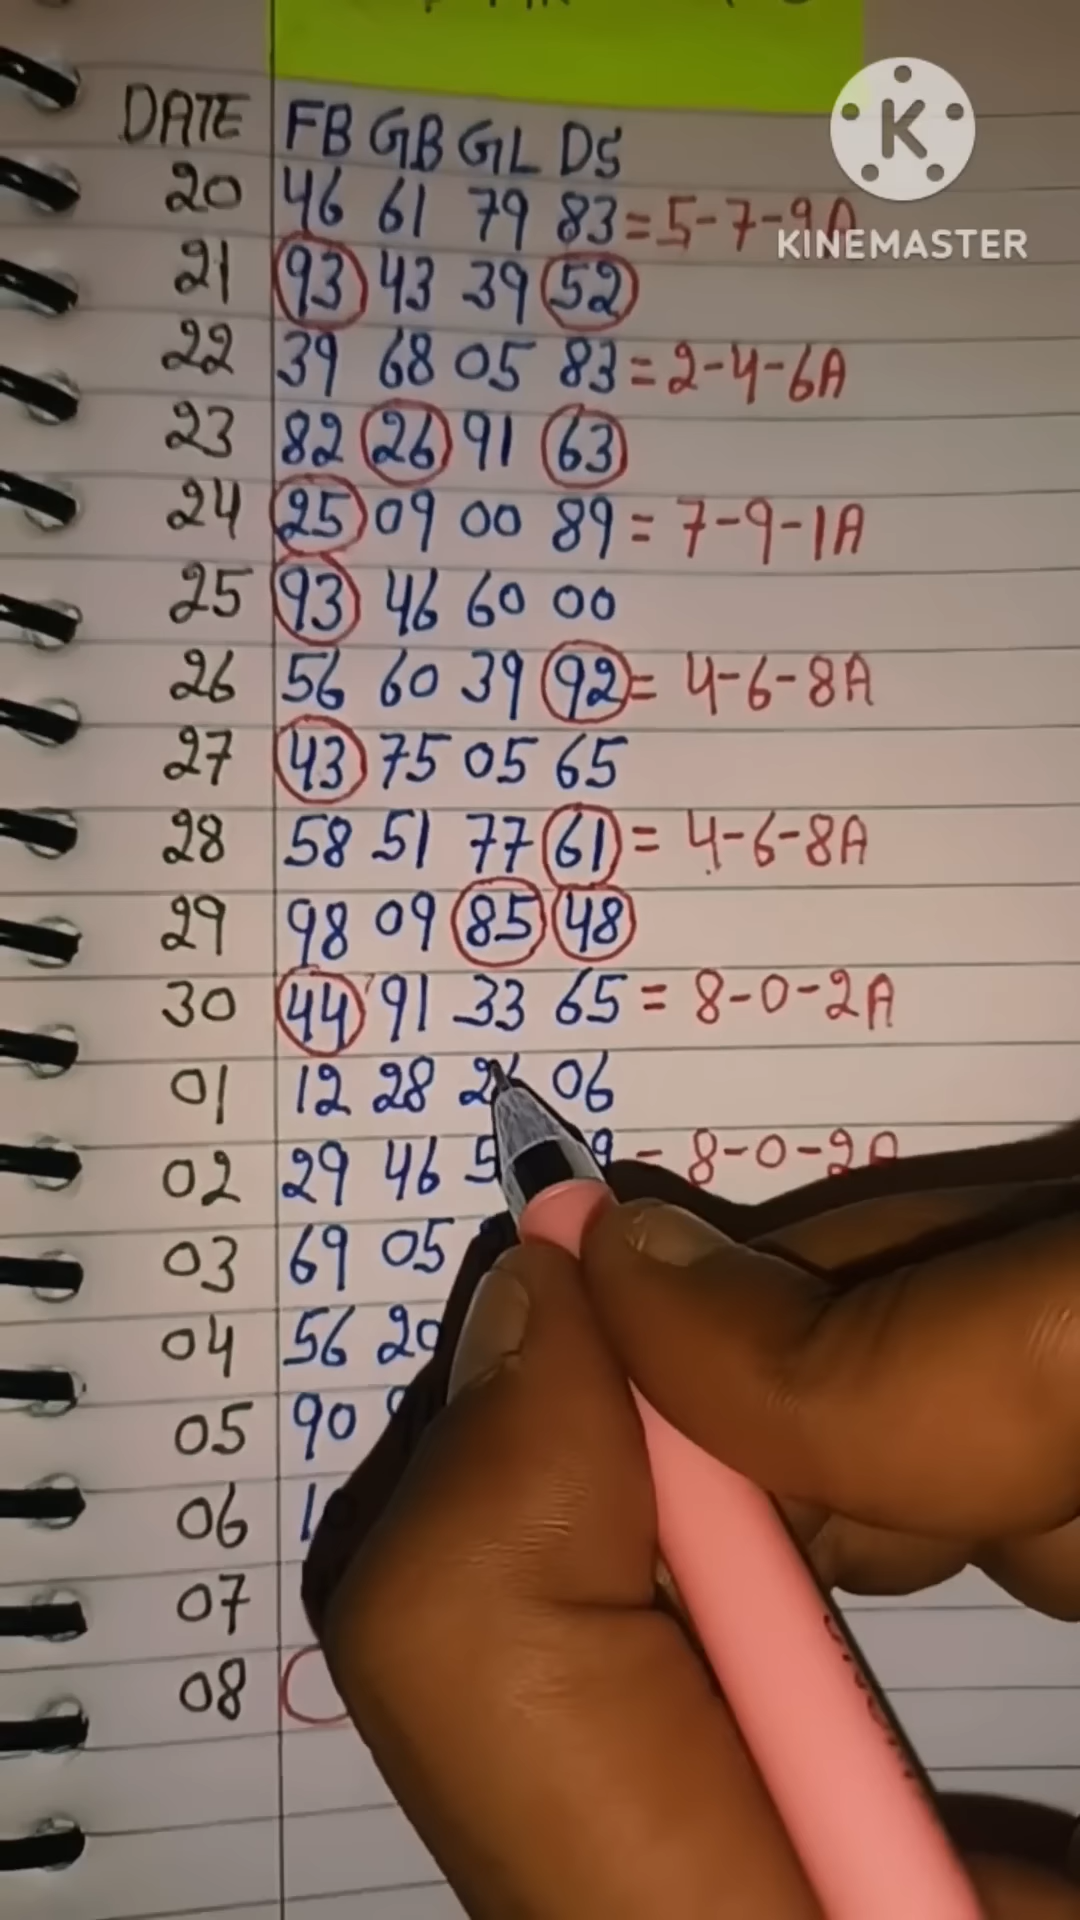 K
KINEMASTER
DATE FB GB GL DS
20 46 61 79 83 = 5-7-9A
21 93 43 39 52
22 39 68 05 83 = 2-4-6A
23 82 26 91 63
24 25 09 00 89 = 7-9-1A
25 93 46 60 00
26 56 60 39 92 = 4-6-8A
27 43 75 05 65
28 58 51 77 61 = 4-6-8A
29 98 09 85 48
30 44 91 33 65 = 8-0-2A
01 12 28 06
02 29 46 - 8-0-2A
03 69 05
04 56 20
05 90
06
07
08